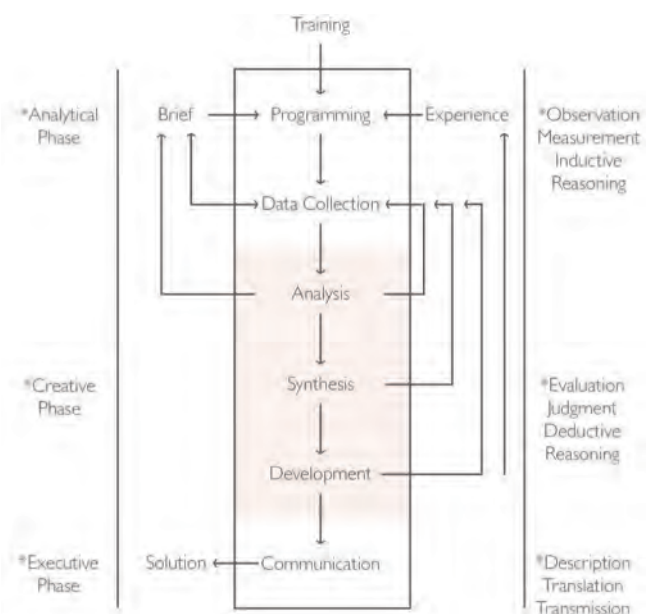 Training
*Analytical
Phase
Brief
Programming
Experience
*Observation
Measurement
Inductive
Reasoning
Data Collection
Analysis
*Creative
Phase
Synthesis
*Evaluation
Judgment
Deductive
Reasoning
Development
*Executive
Phase
Solution
Communication
*Description
Translation
Transmission